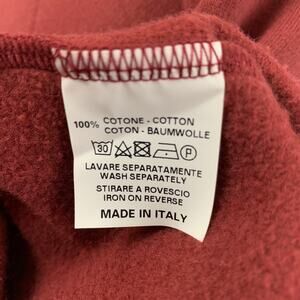 100% COTONE - COTTON
COTON - BAUMWOLLE
30 P
LAVARE SEPARATAMENTE
WASH SEPARATELY
STIRARE A ROVESCIO
IRON ON REVERSE
MADE IN ITALY